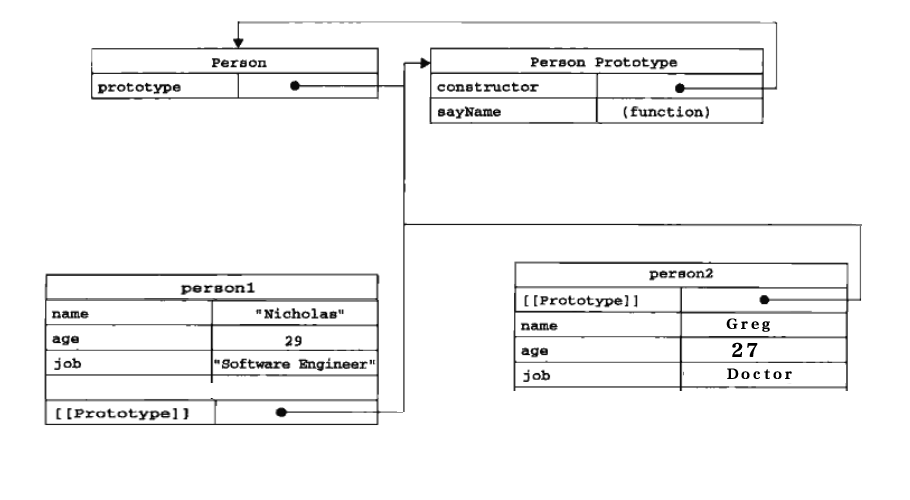 Person
prototype
Person Prototype
constructor
sayName (function)
person1
name "Nicholas"
age 29
job "Software Engineer"
[[Prototype]]
person2
[[Prototype]]
name Greg
age 27
job Doctor